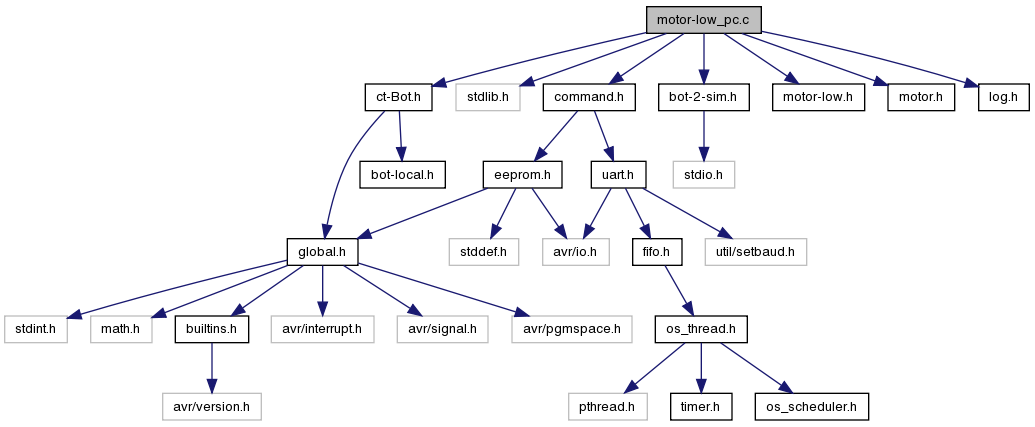 motor-low_pc.c
ct-Bot.h
stdlib.h
command.h
bot-2-sim.h
motor-low.h
motor.h
log.h
bot-local.h
eeprom.h
uart.h
stdio.h
global.h
stddef.h
avr/io.h
fifo.h
util/setbaud.h
stdint.h
math.h
builtins.h
avr/interrupt.h
avr/signal.h
avr/pgmspace.h
os_thread.h
avr/version.h
pthread.h
timer.h
os_scheduler.h